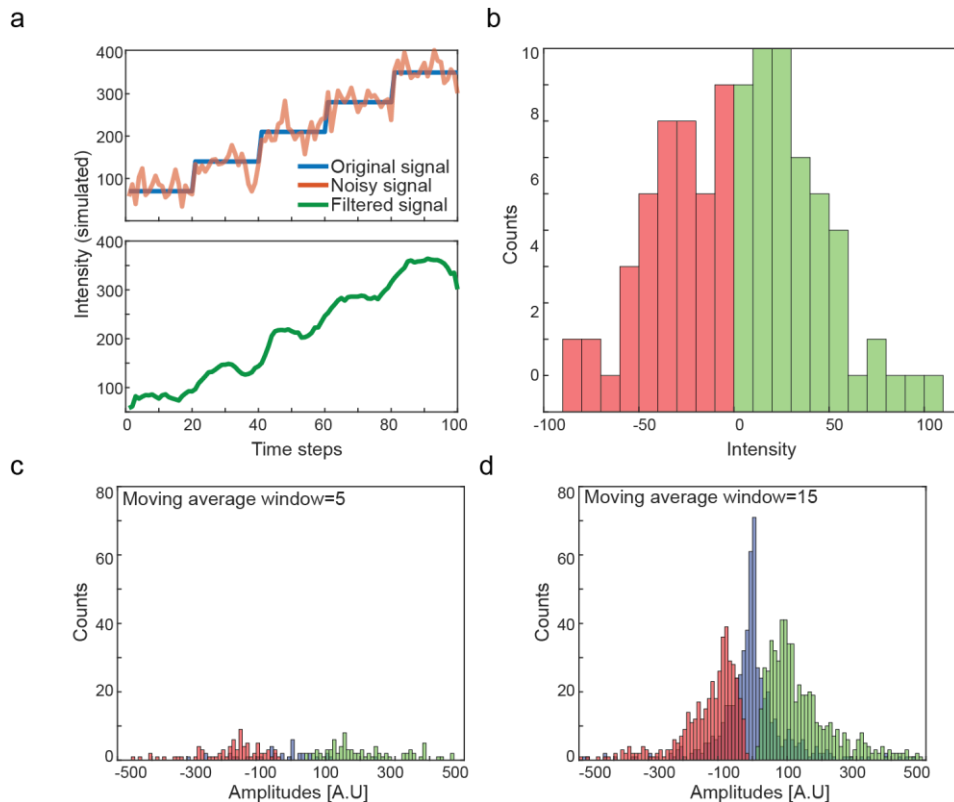 a
400
300
200
100
Original signal
Noisy signal
Filtered signal
Intensity (simulated)
400
300
200
100
0
20
40
60
80
100
Time steps
b
10
8
6
4
2
0
Counts
-100
-50
0
50
100
Intensity
c
Moving average window=5
80
60
40
20
0
Counts
-500
-300
-100
100
300
500
Amplitudes [A.U]
d
Moving average window=15
80
60
40
20
0
Counts
-500
-300
-100
100
300
500
Amplitudes [A.U]